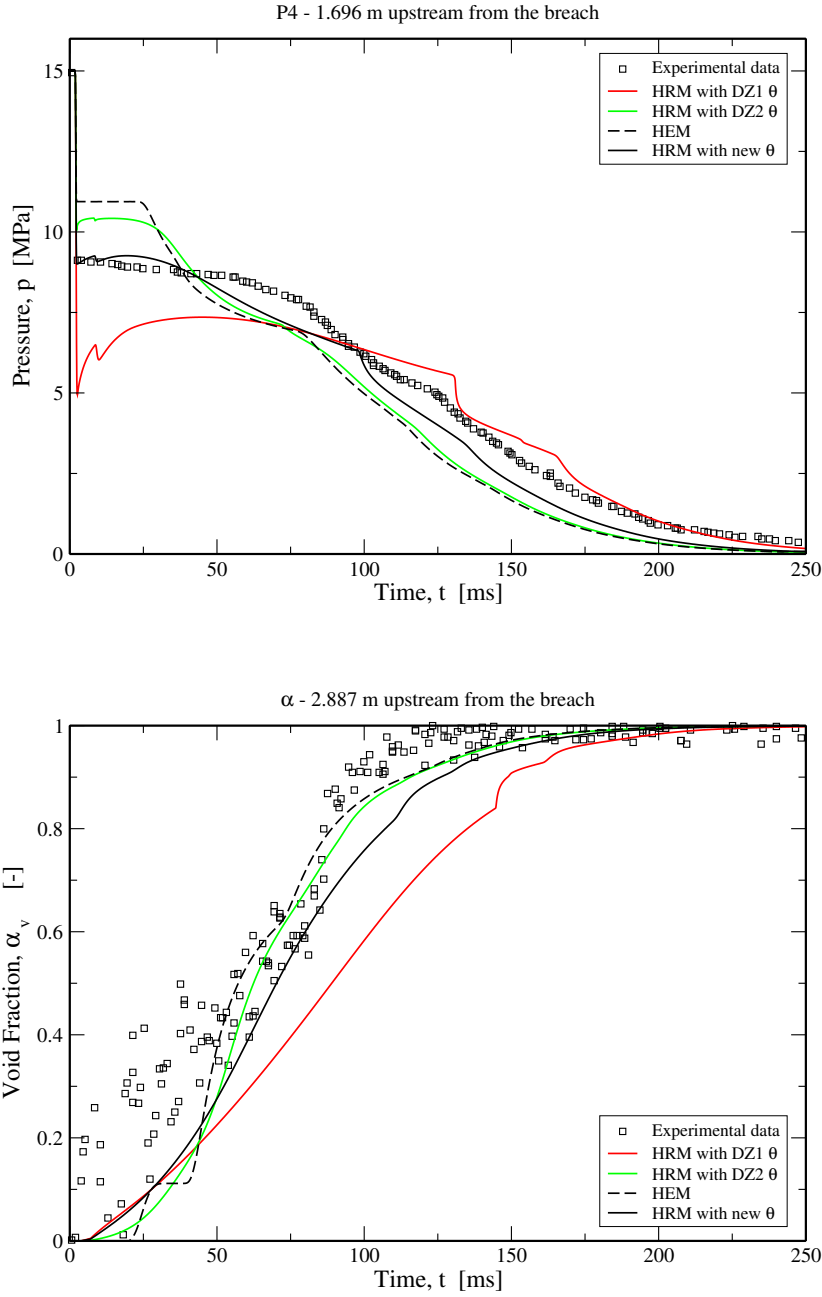 P4 - 1.696 m upstream from the breach
15
10
5
0
Pressure, p [MPa]
Experimental data
HRM with DZ1 θ
HRM with DZ2 θ
HEM
HRM with new θ
0 50 100 150 200 250
Time, t [ms]
α - 2.887 m upstream from the breach
1
0.8
0.6
0.4
0.2
0
Void Fraction, α_v [-]
Experimental data
HRM with DZ1 θ
HRM with DZ2 θ
HEM
HRM with new θ
0 50 100 150 200 250
Time, t [ms]